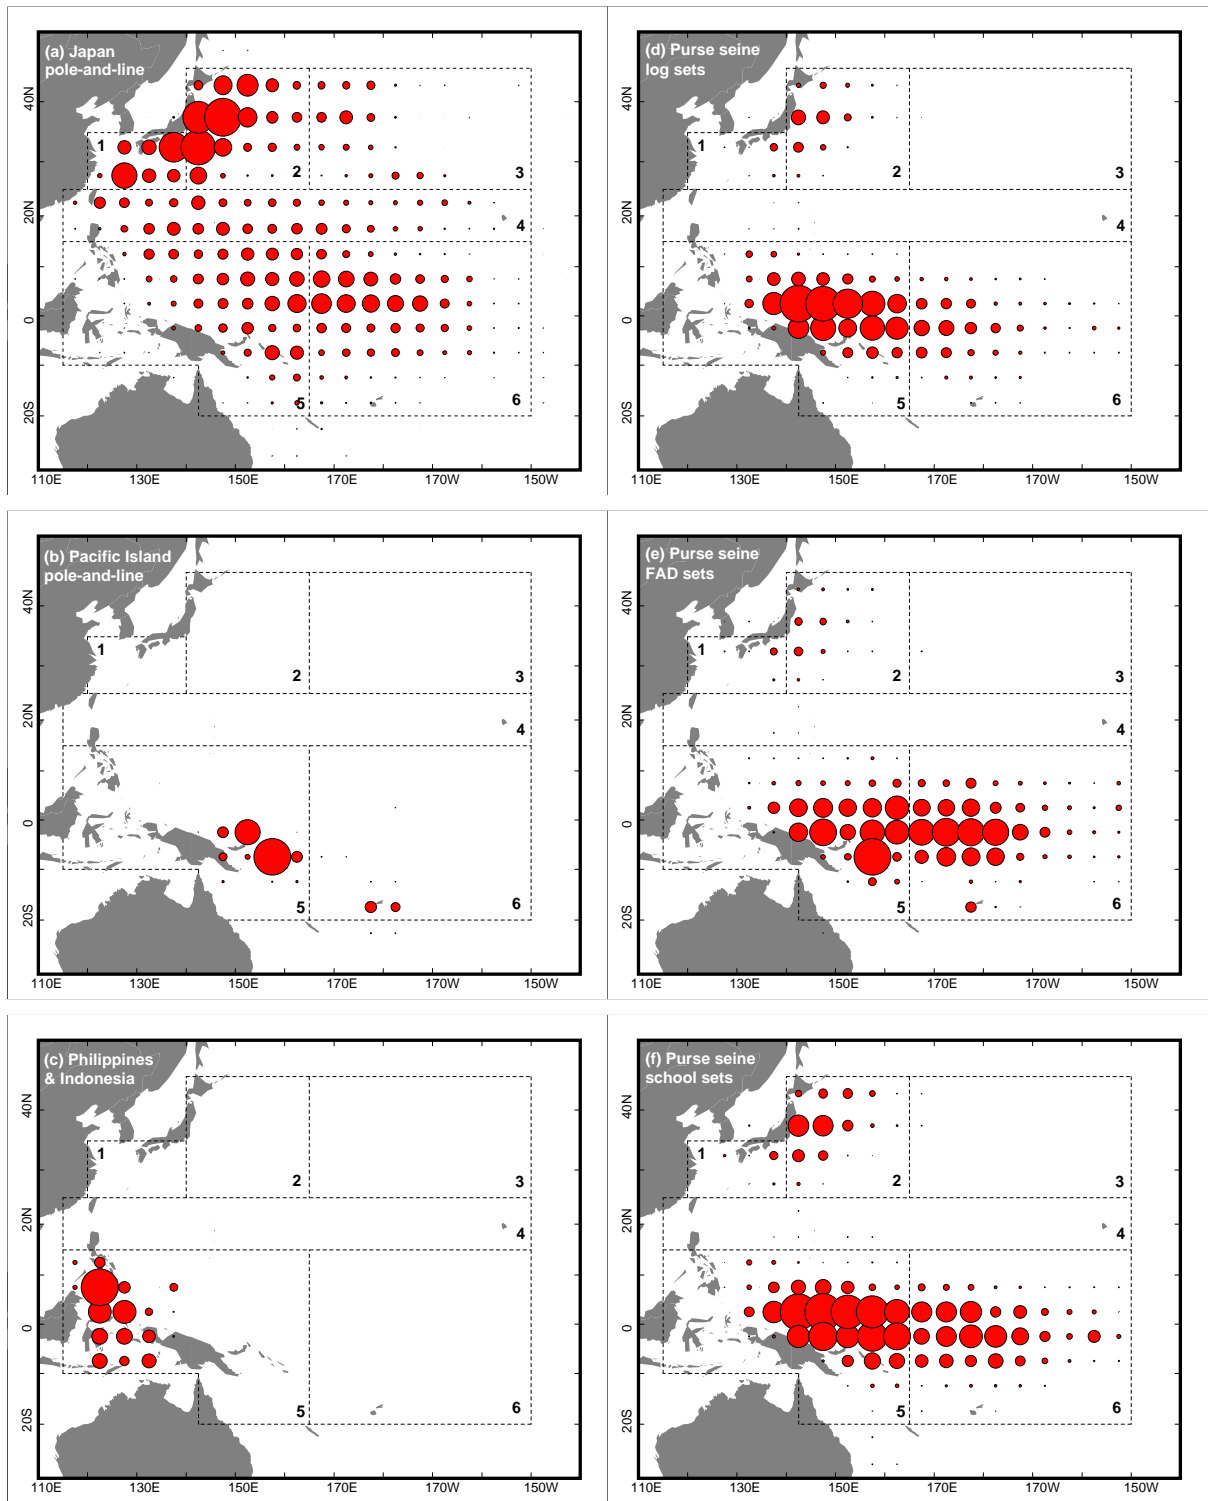 (a) Japan
pole-and-line
40N
20N
0
20S
1
2
3
4
5
6
110E 130E 150E 170E 170W 150W
(d) Purse seine
log sets
40N
20N
0
20S
1
2
3
4
5
6
110E 130E 150E 170E 170W 150W
(b) Pacific Island
pole-and-line
40N
20N
0
20S
1
2
3
4
5
6
110E 130E 150E 170E 170W 150W
(e) Purse seine
FAD sets
40N
20N
0
20S
1
2
3
4
5
6
110E 130E 150E 170E 170W 150W
(c) Philippines
& Indonesia
40N
20N
0
20S
1
2
3
4
5
6
110E 130E 150E 170E 170W 150W
(f) Purse seine
school sets
40N
20N
0
20S
1
2
3
4
5
6
110E 130E 150E 170E 170W 150W